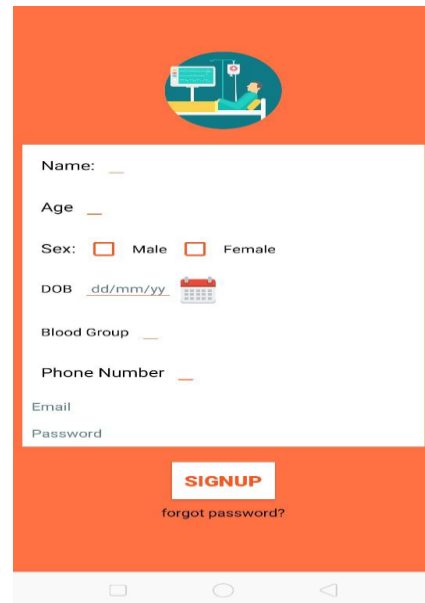 Name:
Age
Sex: Male Female
DOB dd/mm/yy
Blood Group
Phone Number
Email
Password
SIGNUP
forgot password?